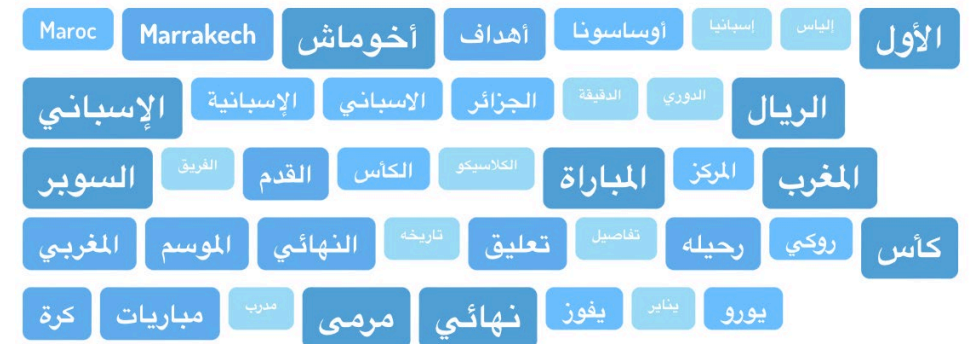 الأول إلياس إسبانيا أوساسونا أهداف أخوماش Marrakech Maroc
الريال الدوري الدقيقة الجزائر الاسباني الإسبانية الإسباني
المغرب المركز المباراة الكلاسيكو الكأس القدم الفريق السوبر
كأس روكي رحيله تفاصيل تعليق تاريخه النهائي الموسم المغربي
يورو يناير يفوز نهائي مرمى مدرب مباريات كرة